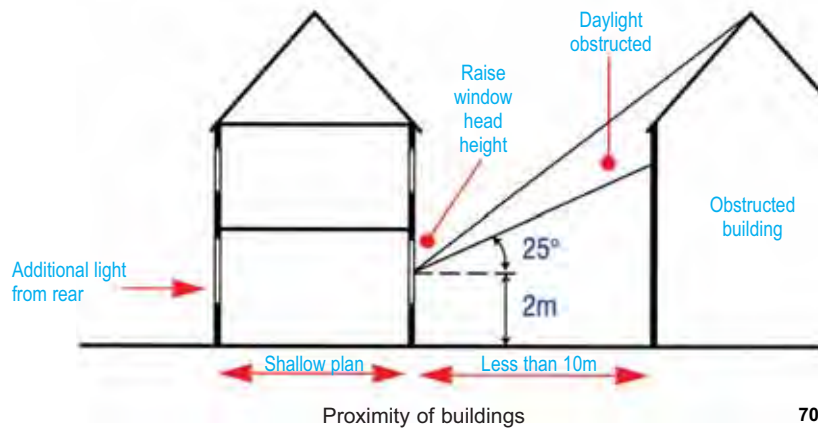 Daylight
obstructed
Raise
window
head
height
Obstructed
building
25°
Additional light
from rear
2m
Shallow plan
Less than 10m
Proximity of buildings
70